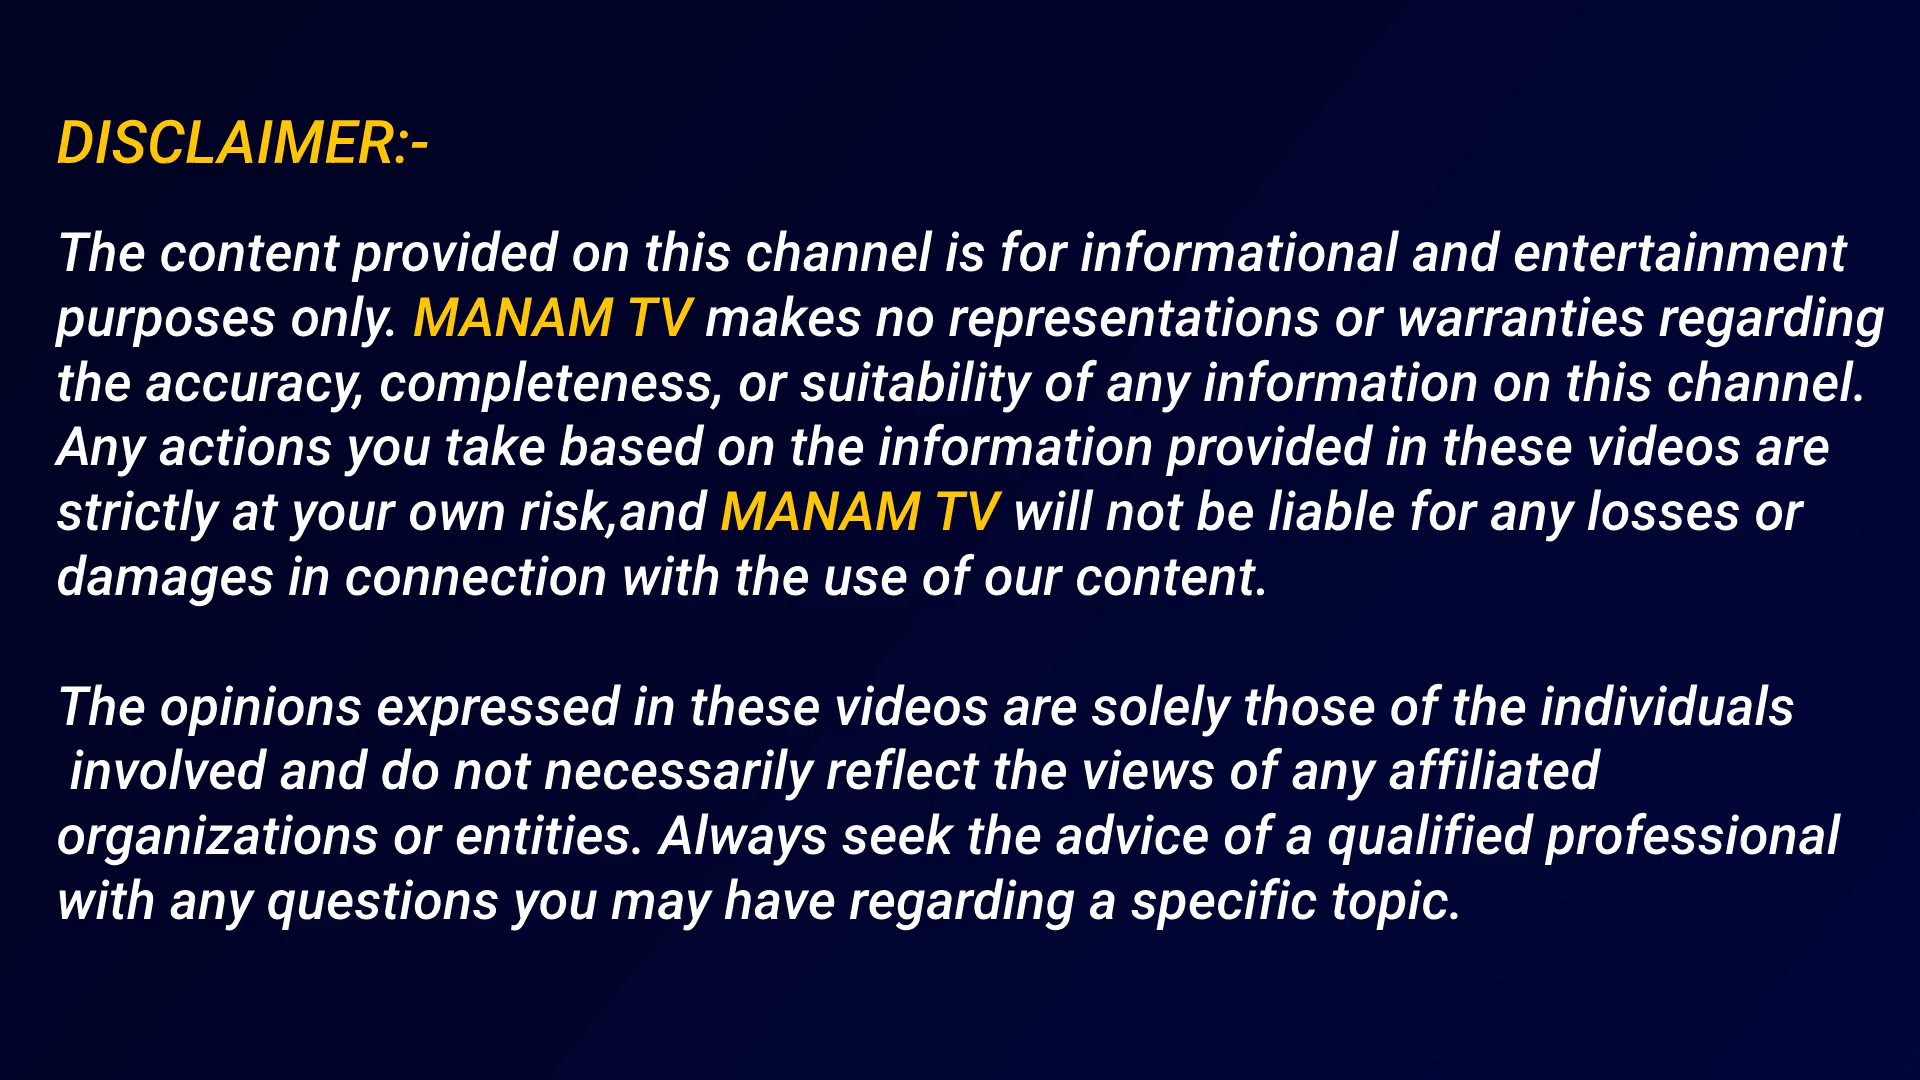 DISCLAIMER:-
The content provided on this channel is for informational and entertainment
purposes only. MANAM TV makes no representations or warranties regarding
the accuracy, completeness, or suitability of any information on this channel.
Any actions you take based on the information provided in these videos are
strictly at your own risk,and MANAM TV will not be liable for any losses or
damages in connection with the use of our content.
The opinions expressed in these videos are solely those of the individuals
involved and do not necessarily reflect the views of any affiliated
organizations or entities. Always seek the advice of a qualified professional
with any questions you may have regarding a specific topic.